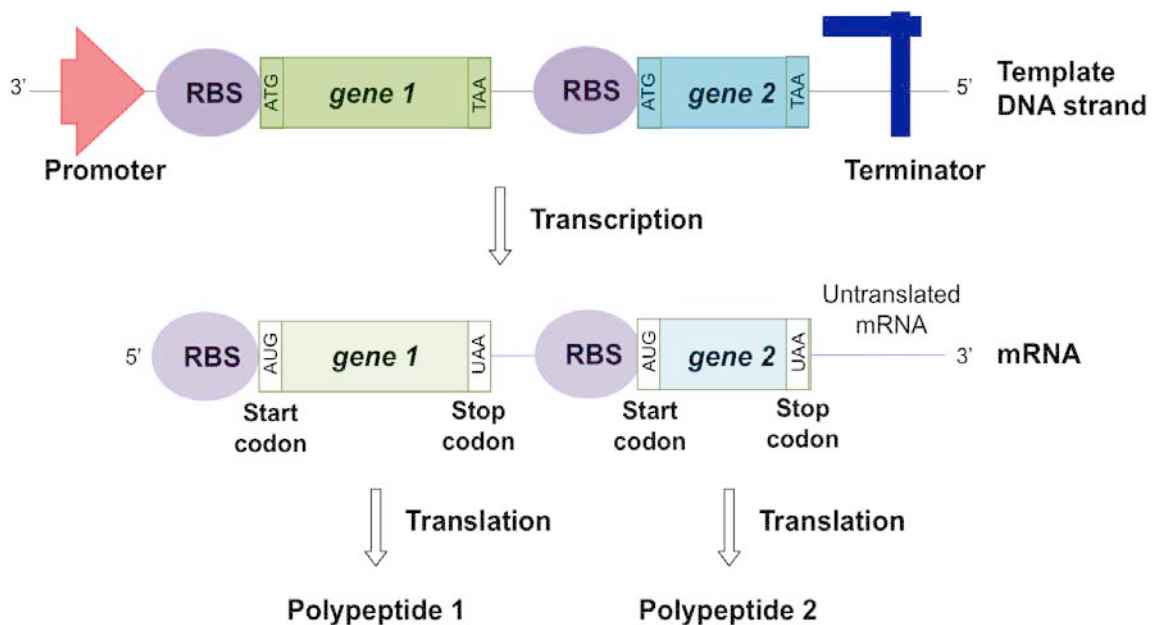 3’
RBS
ATG
gene 1
TAA
RBS
ATG
gene 2
TAA
5’
Template
DNA strand
Promoter
Terminator
Transcription
Untranslated
mRNA
5’
RBS
AUG
gene 1
UAA
RBS
AUG
gene 2
UAA
3’
mRNA
Start
codon
Stop
codon
Start
codon
Stop
codon
Translation
Translation
Polypeptide 1
Polypeptide 2